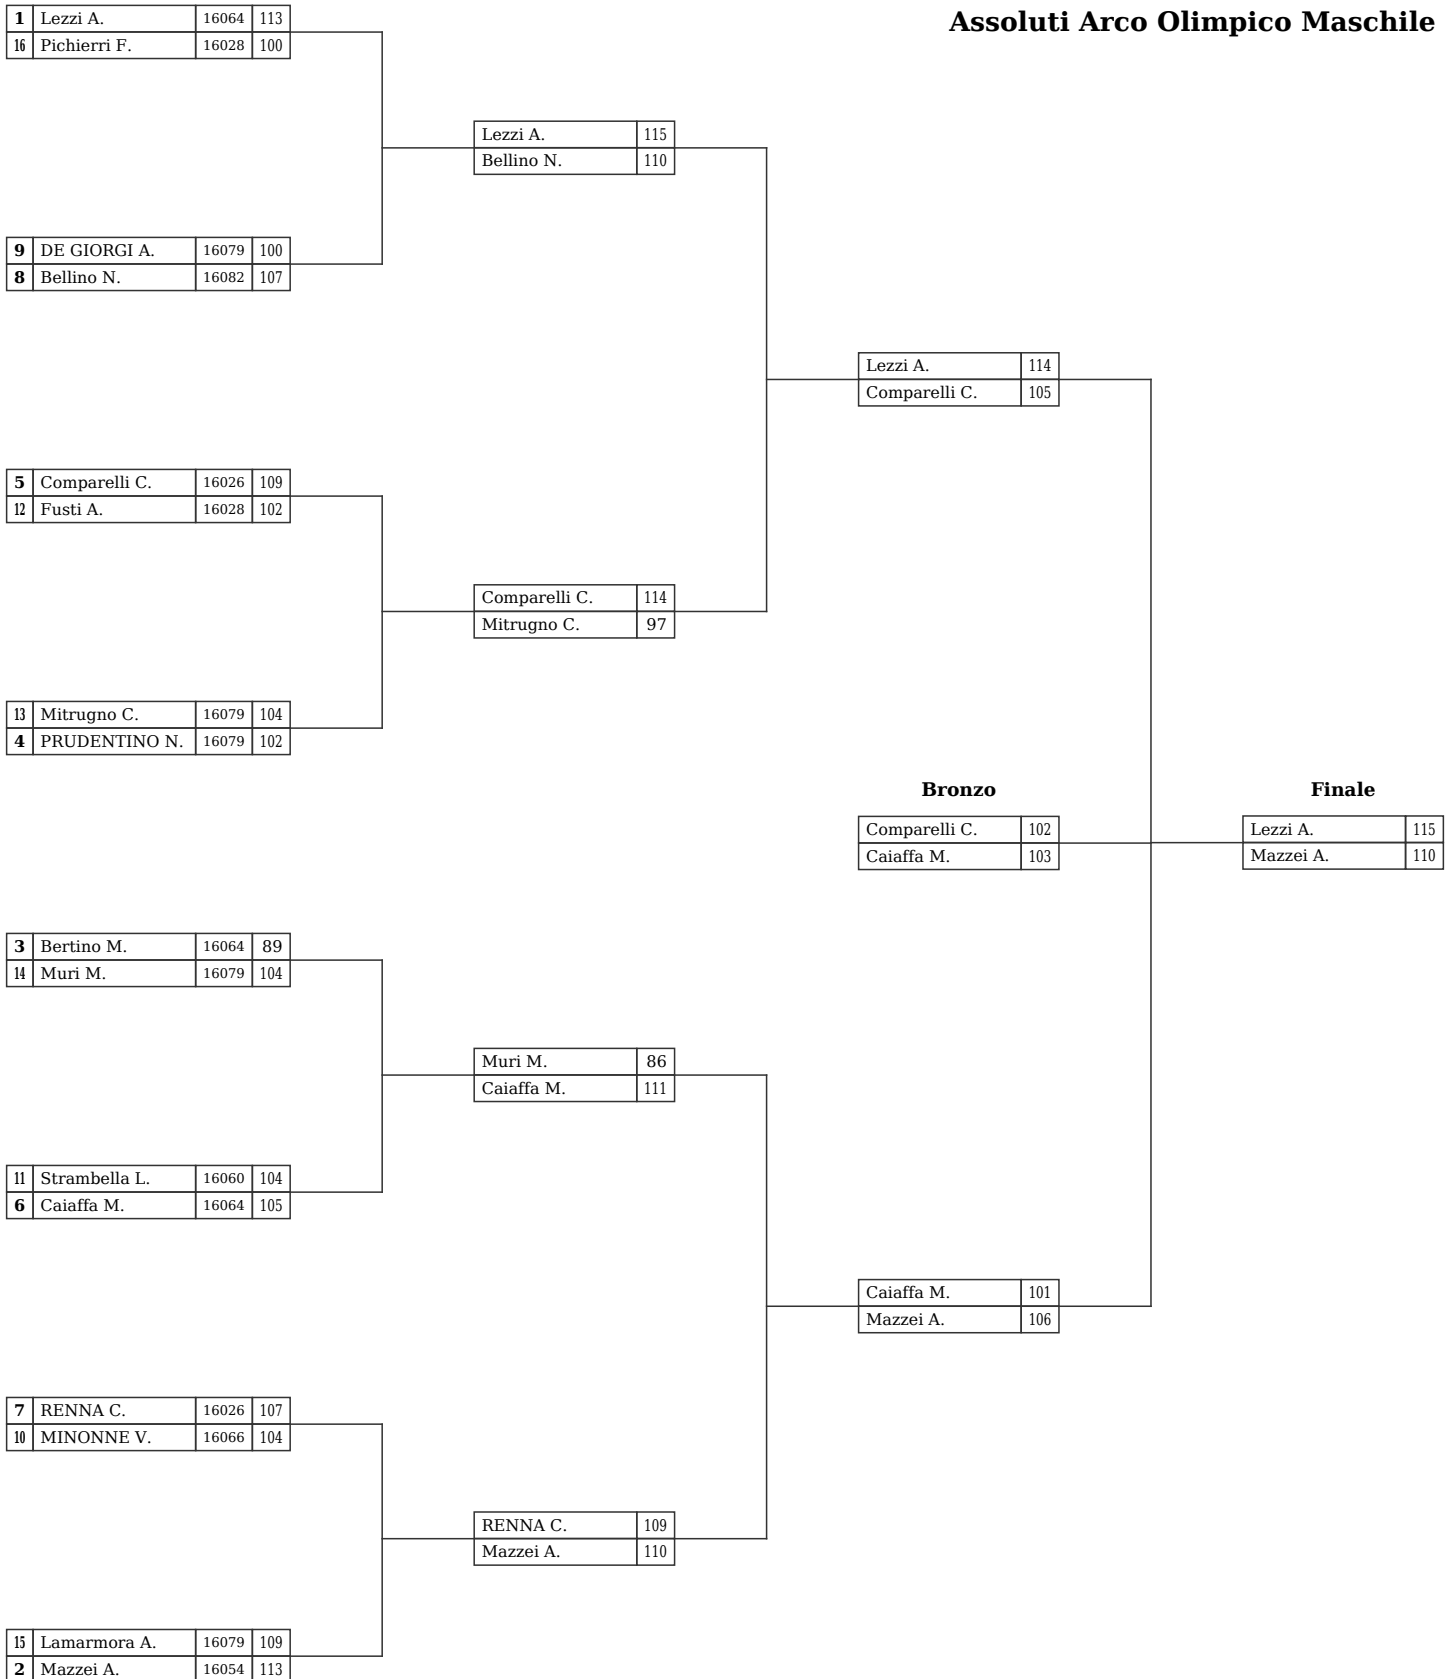 Assoluti Arco Olimpico Maschile
1 Lezzi A. 16064 113
16 Pichierri F. 16028 100
Lezzi A. 115
Bellino N. 110
9 DE GIORGI A. 16079 100
8 Bellino N. 16082 107
Lezzi A. 114
Comparelli C. 105
5 Comparelli C. 16026 109
12 Fusti A. 16028 102
Comparelli C. 114
Mitrugno C. 97
13 Mitrugno C. 16079 104
4 PRUDENTINO N. 16079 102
Bronzo
Finale
Comparelli C. 102
Caiaffa M. 103
Lezzi A. 115
Mazzei A. 110
3 Bertino M. 16064 89
14 Muri M. 16079 104
Muri M. 86
Caiaffa M. 111
11 Strambella L. 16060 104
6 Caiaffa M. 16064 105
Caiaffa M. 101
Mazzei A. 106
7 RENNA C. 16026 107
10 MINONNE V. 16066 104
RENNA C. 109
Mazzei A. 110
15 Lamarmora A. 16079 109
2 Mazzei A. 16054 113